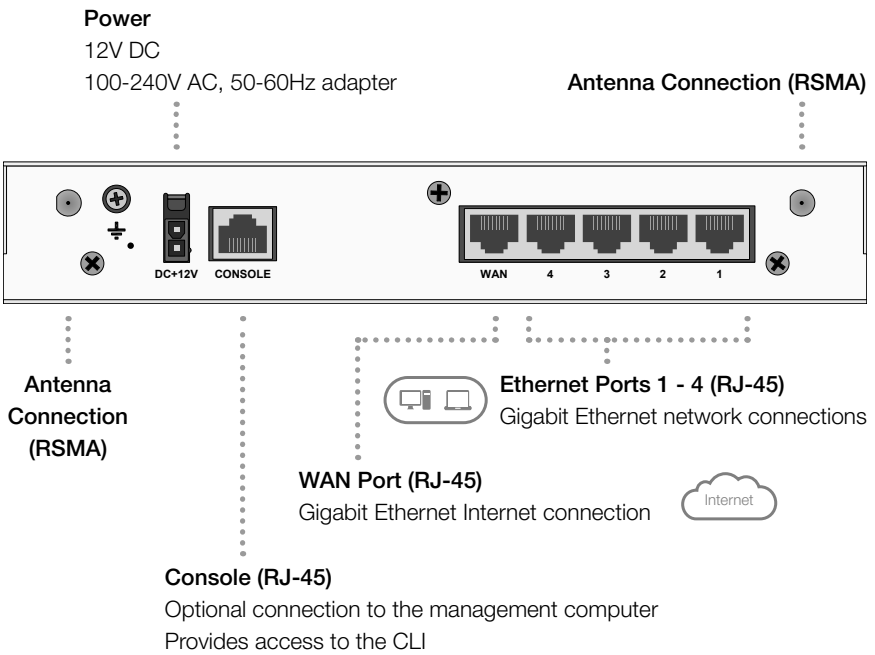 Power
12V DC
100-240V AC, 50-60Hz adapter
Antenna Connection (RSMA)
DC+12V
CONSOLE
WAN
4
3
2
1
Antenna
Connection
(RSMA)
Ethernet Ports 1 - 4 (RJ-45)
Gigabit Ethernet network connections
WAN Port (RJ-45)
Gigabit Ethernet Internet connection
Internet
Console (RJ-45)
Optional connection to the management computer
Provides access to the CLI